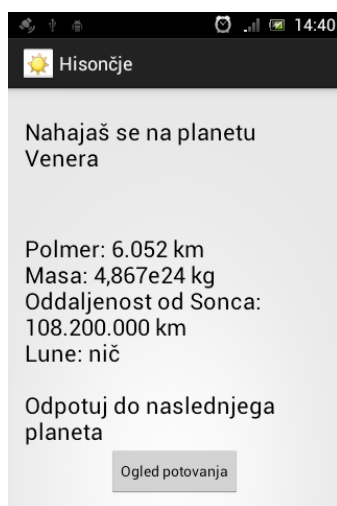 14:40
Hisončje
Nahajaš se na planetu
Venera
Polmer: 6.052 km
Masa: 4,867e24 kg
Oddaljenost od Sonca:
108.200.000 km
Lune: nič
Odpotuj do naslednjega
planeta
Ogled potovanja